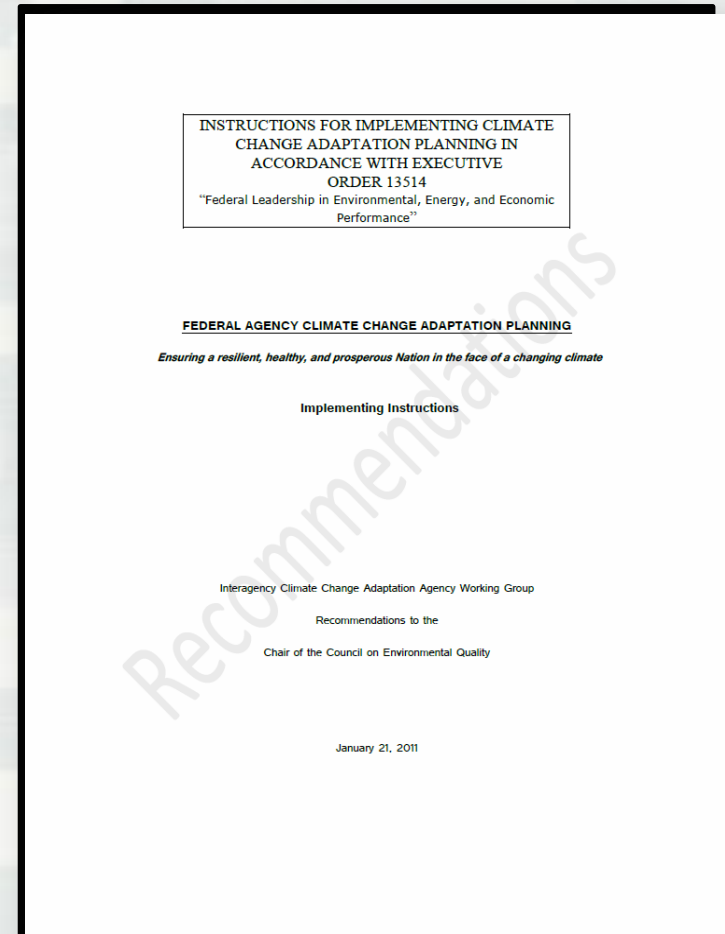 INSTRUCTIONS FOR IMPLEMENTING CLIMATE
CHANGE ADAPTATION PLANNING IN
ACCORDANCE WITH EXECUTIVE
ORDER 13514
“Federal Leadership in Environmental, Energy, and Economic
Performance”
FEDERAL AGENCY CLIMATE CHANGE ADAPTATION PLANNING
Ensuring a resilient, healthy, and prosperous Nation in the face of a changing climate
Implementing Instructions
Recommendations
Interagency Climate Change Adaptation Agency Working Group
Recommendations to the
Chair of the Council on Environmental Quality
January 21, 2011